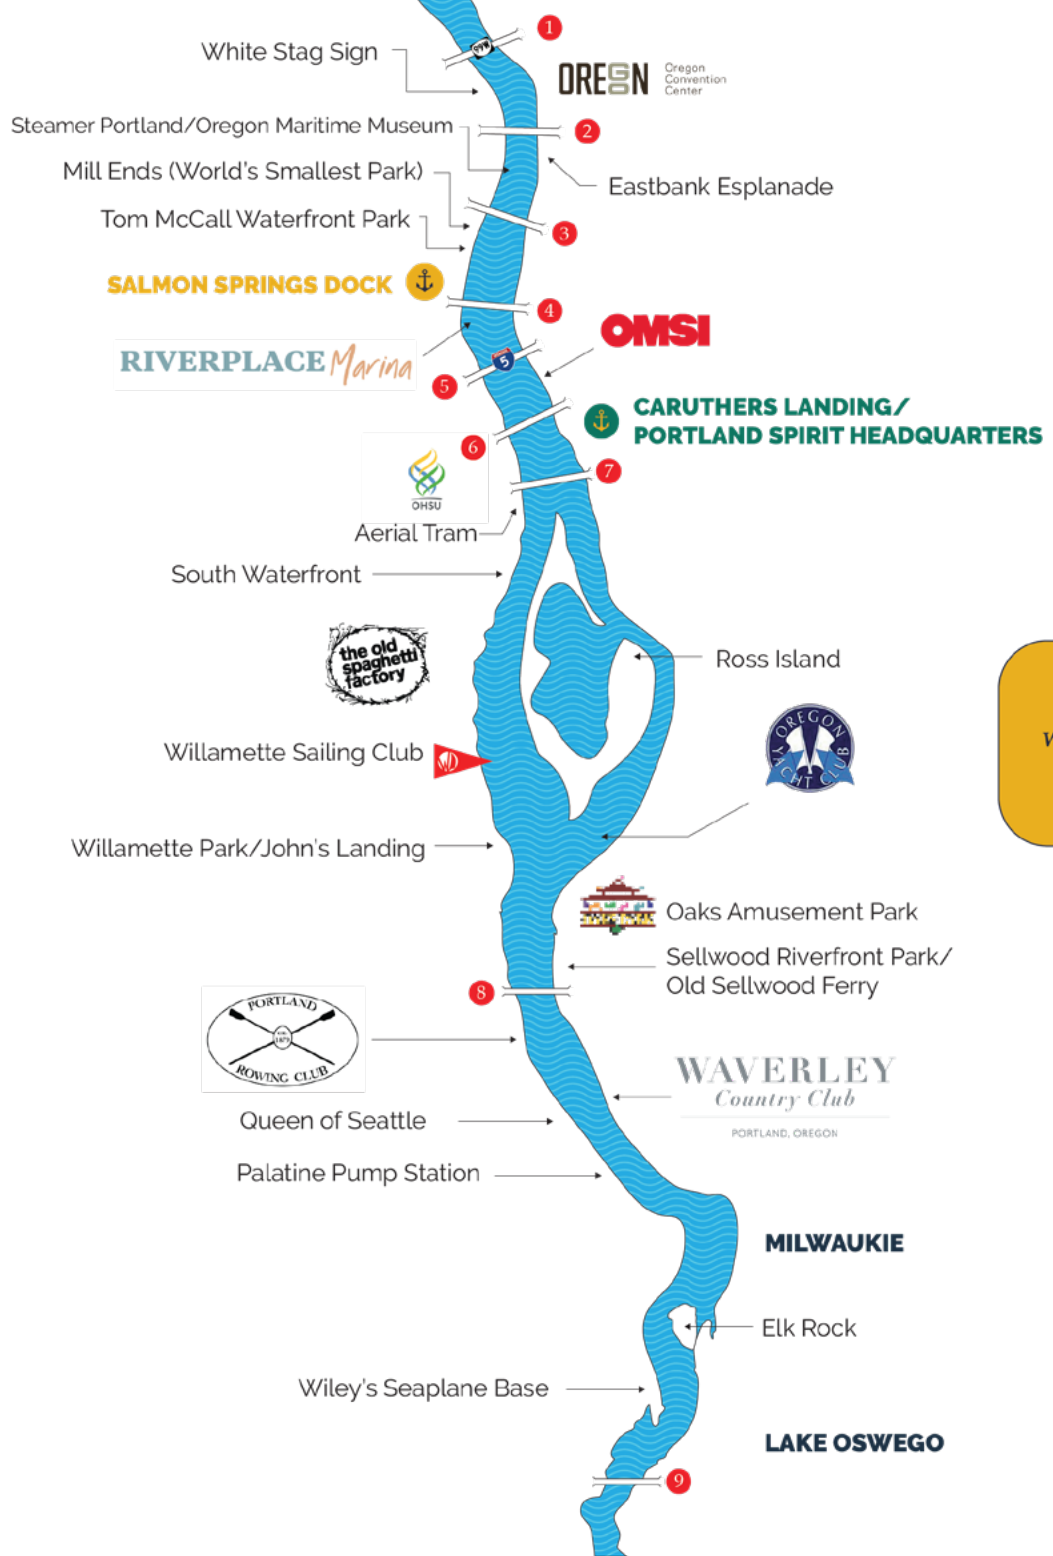 1
White Stag Sign
OREGON
Oregon
Convention
Center
Steamer Portland/Oregon Maritime Museum
2
Mill Ends (World's Smallest Park)
Eastbank Esplanade
Tom McCall Waterfront Park
3
SALMON SPRINGS DOCK
4
OMSI
RIVERPLACE Marina
5
5
CARUTHERS LANDING/
PORTLAND SPIRIT HEADQUARTERS
6
7
OHSU
Aerial Tram
South Waterfront
the old
spaghetti
factory
Ross Island
OREGON
YACHT CLUB
Willamette Sailing Club
Willamette Park/John's Landing
Oaks Amusement Park
Sellwood Riverfront Park/
Old Sellwood Ferry
8
PORTLAND
1879
ROWING CLUB
WAVERLEY
Country Club
PORTLAND, OREGON
Queen of Seattle
Palatine Pump Station
MILWAUKIE
Elk Rock
Wiley's Seaplane Base
LAKE OSWEGO
9